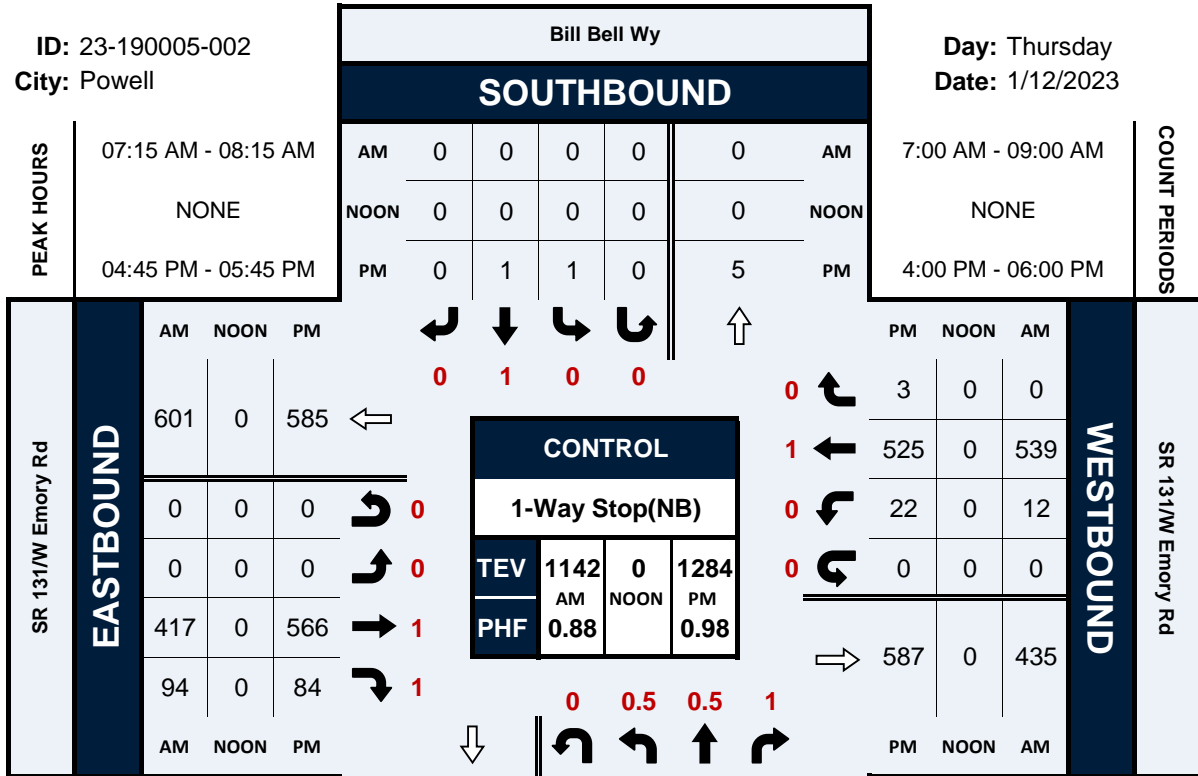 Bill Bell Wy
ID: 23-190005-002
Day: Thursday
City: Powell
Date: 1/12/2023
SOUTHBOUND
PEAK HOURS
07:15 AM - 08:15 AM
NONE
04:45 PM - 05:45 PM
AM 0 0 0 0 0 AM
NOON 0 0 0 0 0 NOON
PM 0 1 1 0 5 PM
7:00 AM - 09:00 AM
NONE
4:00 PM - 06:00 PM
COUNT PERIODS
0 1 0 0
SR 131/W Emory Rd
EASTBOUND
AM NOON PM
601 0 585
0 0 0 0
0 0 0 0
417 0 566 1
94 0 84 1
AM NOON PM
CONTROL
1-Way Stop(NB)
TEV 1142 0 1284
AM NOON PM
PHF 0.88 0.98
PM NOON AM
0 3 0 0
1 525 0 539
0 22 0 12
0 0 0 0
587 0 435
PM NOON AM
WESTBOUND
SR 131/W Emory Rd
0 0.5 0.5 1